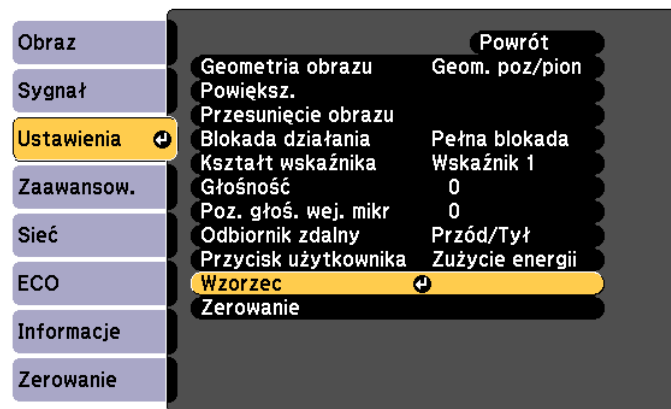 Obraz
Sygnał
Ustawienia
Zaawansow.
Sieć
ECO
Informacje
Zerowanie
Powrót
Geometria obrazu Geom. poz/pion
Powiększ.
Przesunięcie obrazu
Blokada działania Pełna blokada
Kształt wskaźnika Wskaźnik 1
Głośność 0
Poz. głoś. wej. mikr 0
Odbiornik zdalny Przód/Tył
Przycisk użytkownika Zużycie energii
Wzorzec
Zerowanie